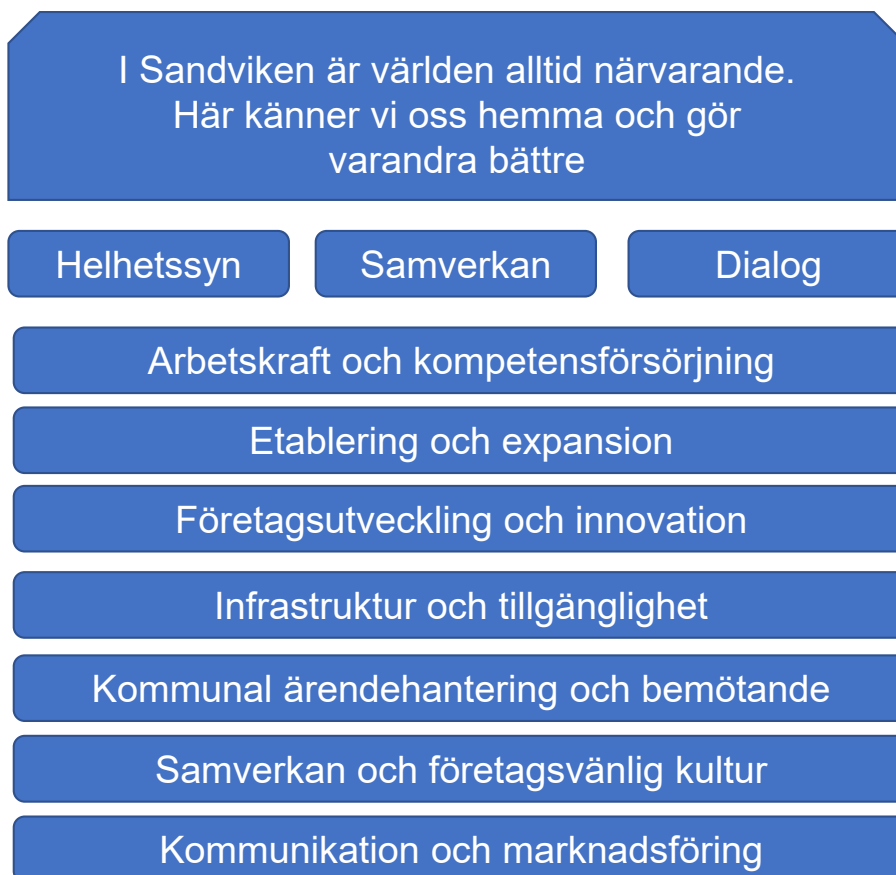 I Sandviken är världen alltid närvarande.
Här känner vi oss hemma och gör
varandra bättre
Helhetssyn
Samverkan
Dialog
Arbetskraft och kompetensförsörjning
Etablering och expansion
Företagsutveckling och innovation
Infrastruktur och tillgänglighet
Kommunal ärendehantering och bemötande
Samverkan och företagsvänlig kultur
Kommunikation och marknadsföring